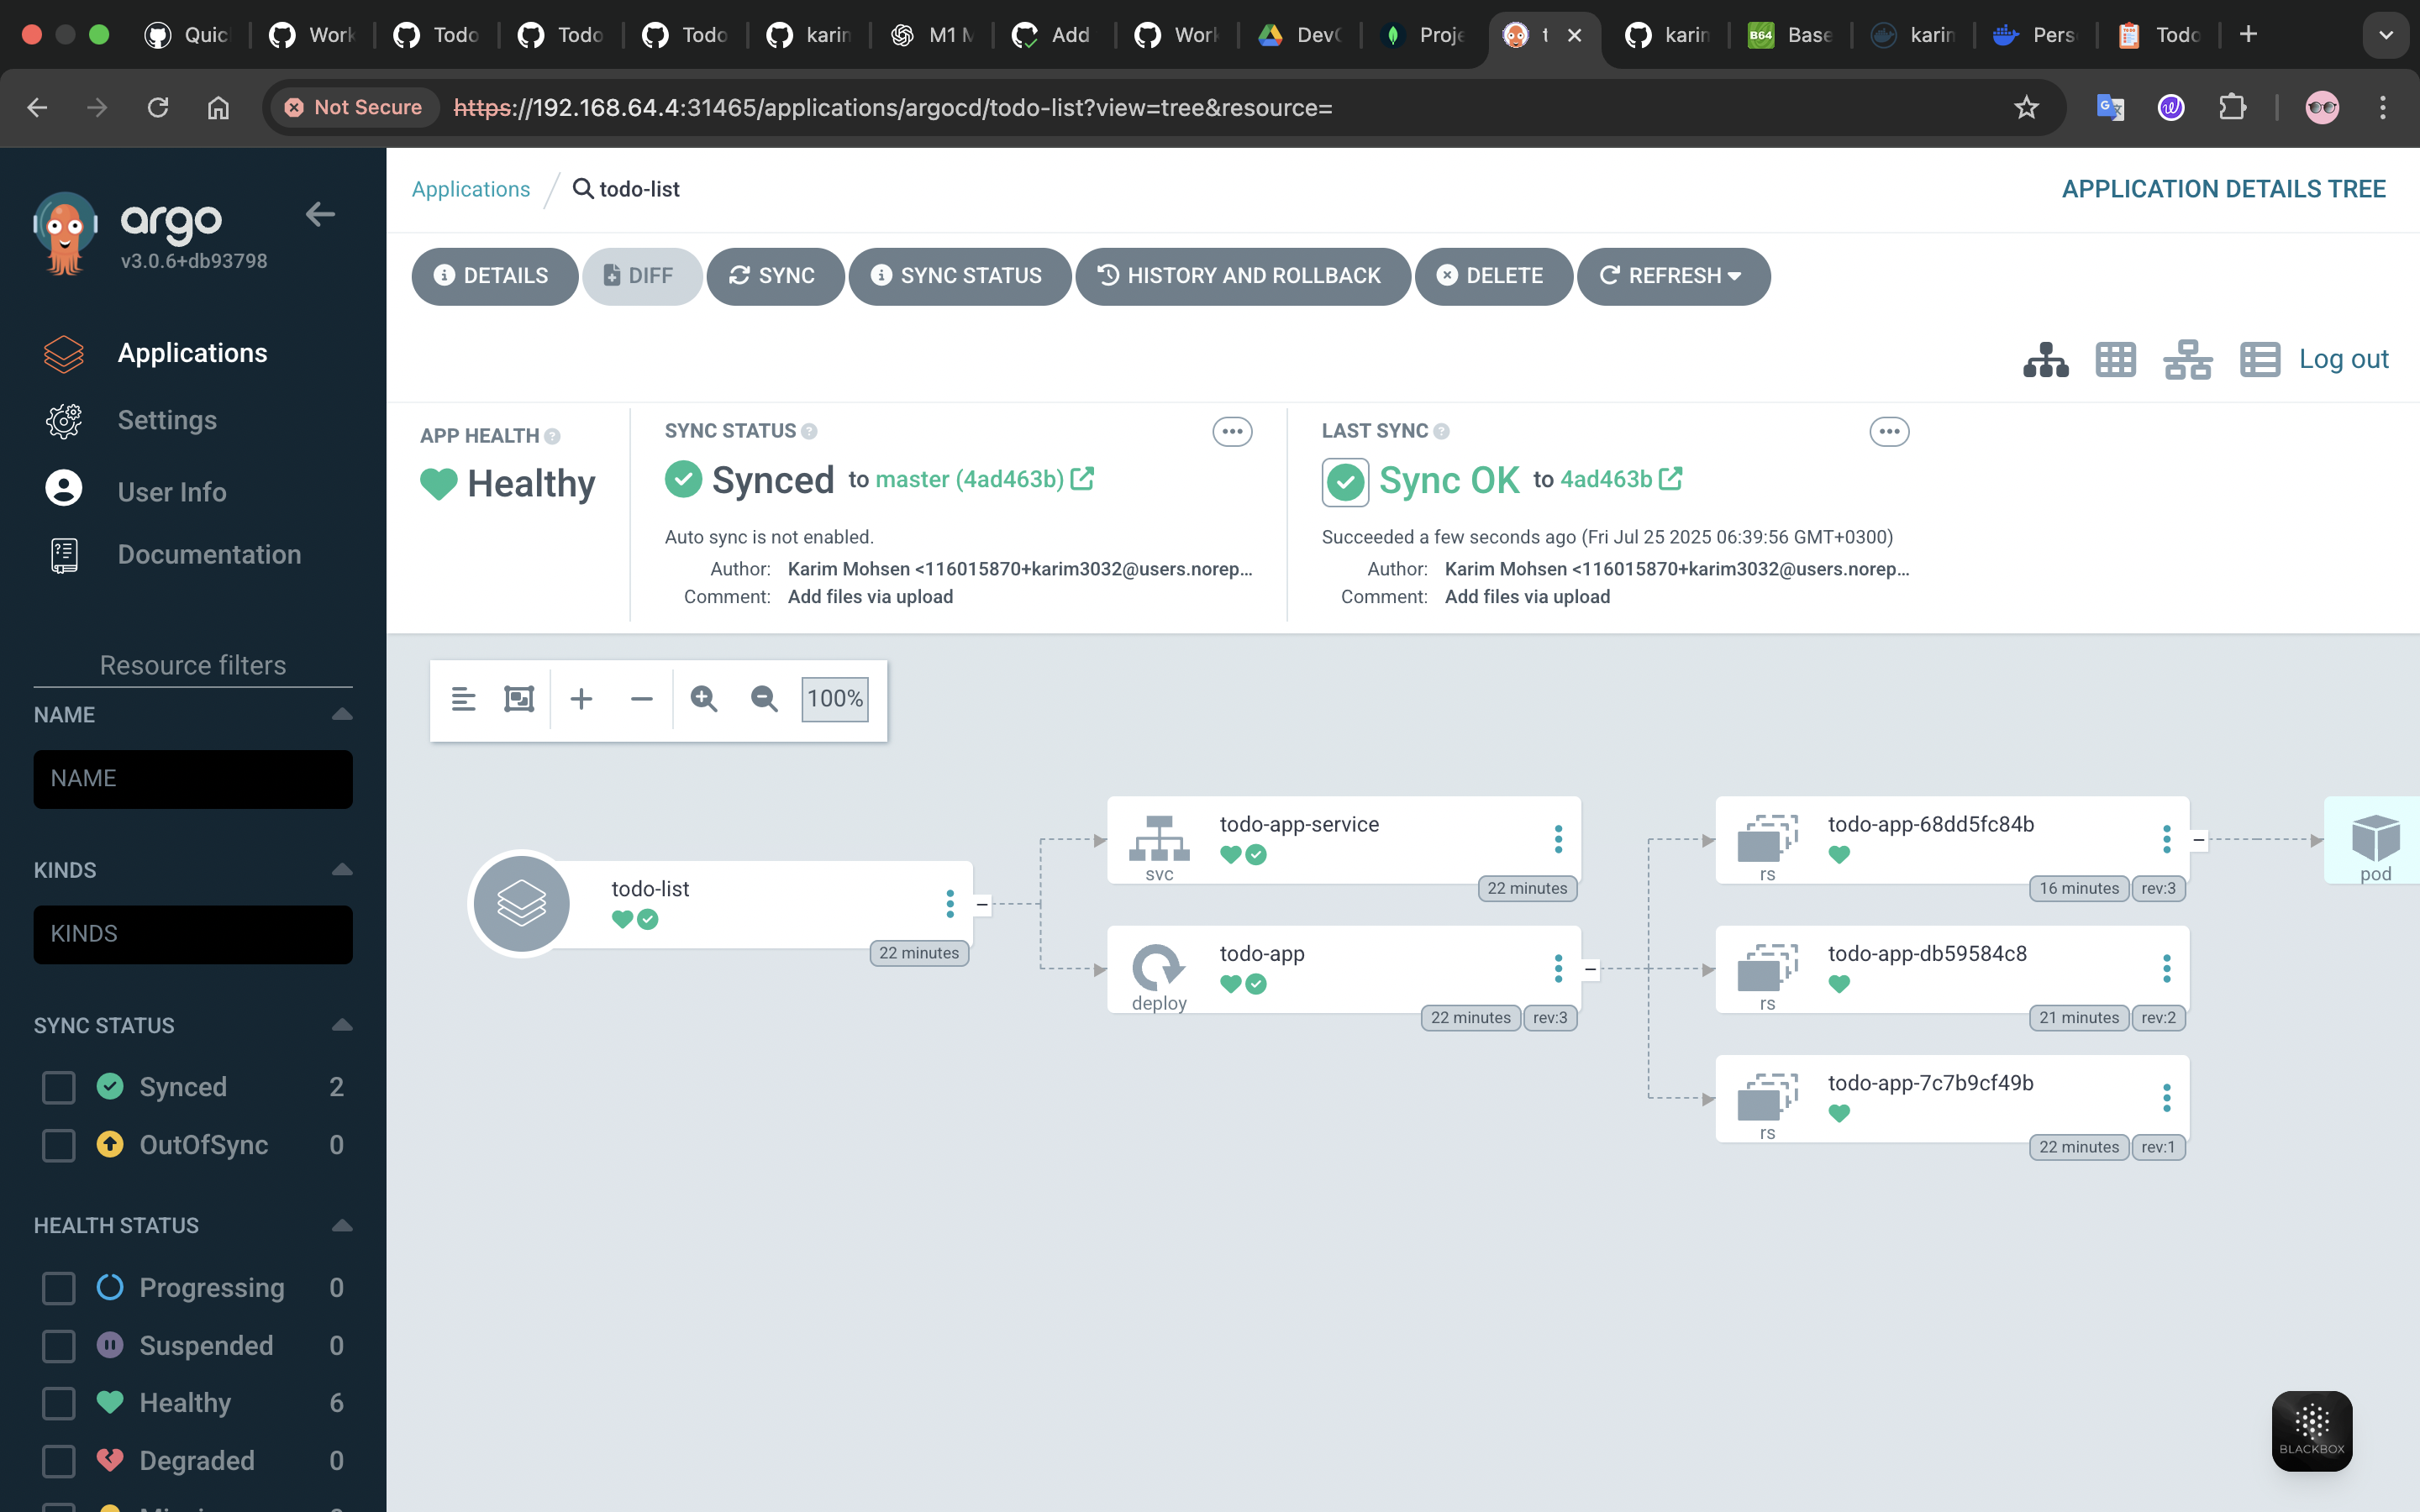 Quic
Work
Todo
Todo
Todo
karim
M1 M
Add
Work
DevO
Proje
t
karim
B64
Base
karim
Pers
Todo
Not Secure
https://192.168.64.4:31465/applications/argocd/todo-list?view=tree&resource=
argo
v3.0.6+db93798
Applications
Settings
User Info
Documentation
Resource filters
NAME
NAME
KINDS
KINDS
SYNC STATUS
Synced 2
OutOfSync 0
HEALTH STATUS
Progressing 0
Suspended 0
Healthy 6
Degraded 0
Applications / todo-list
APPLICATION DETAILS TREE
DETAILS
DIFF
SYNC
SYNC STATUS
HISTORY AND ROLLBACK
DELETE
REFRESH
Log out
APP HEALTH
Healthy
SYNC STATUS
Synced to master (4ad463b)
Auto sync is not enabled.
Author: Karim Mohsen <116015870+karim3032@users.norep...
Comment: Add files via upload
LAST SYNC
Sync OK to 4ad463b
Succeeded a few seconds ago (Fri Jul 25 2025 06:39:56 GMT+0300)
Author: Karim Mohsen <116015870+karim3032@users.norep...
Comment: Add files via upload
100%
todo-list
22 minutes
svc
todo-app-service
22 minutes
deploy
todo-app
22 minutes
rev:3
rs
todo-app-68dd5fc84b
16 minutes
rev:3
rs
todo-app-db59584c8
21 minutes
rev:2
rs
todo-app-7c7b9cf49b
22 minutes
rev:1
pod
BLACKBOX